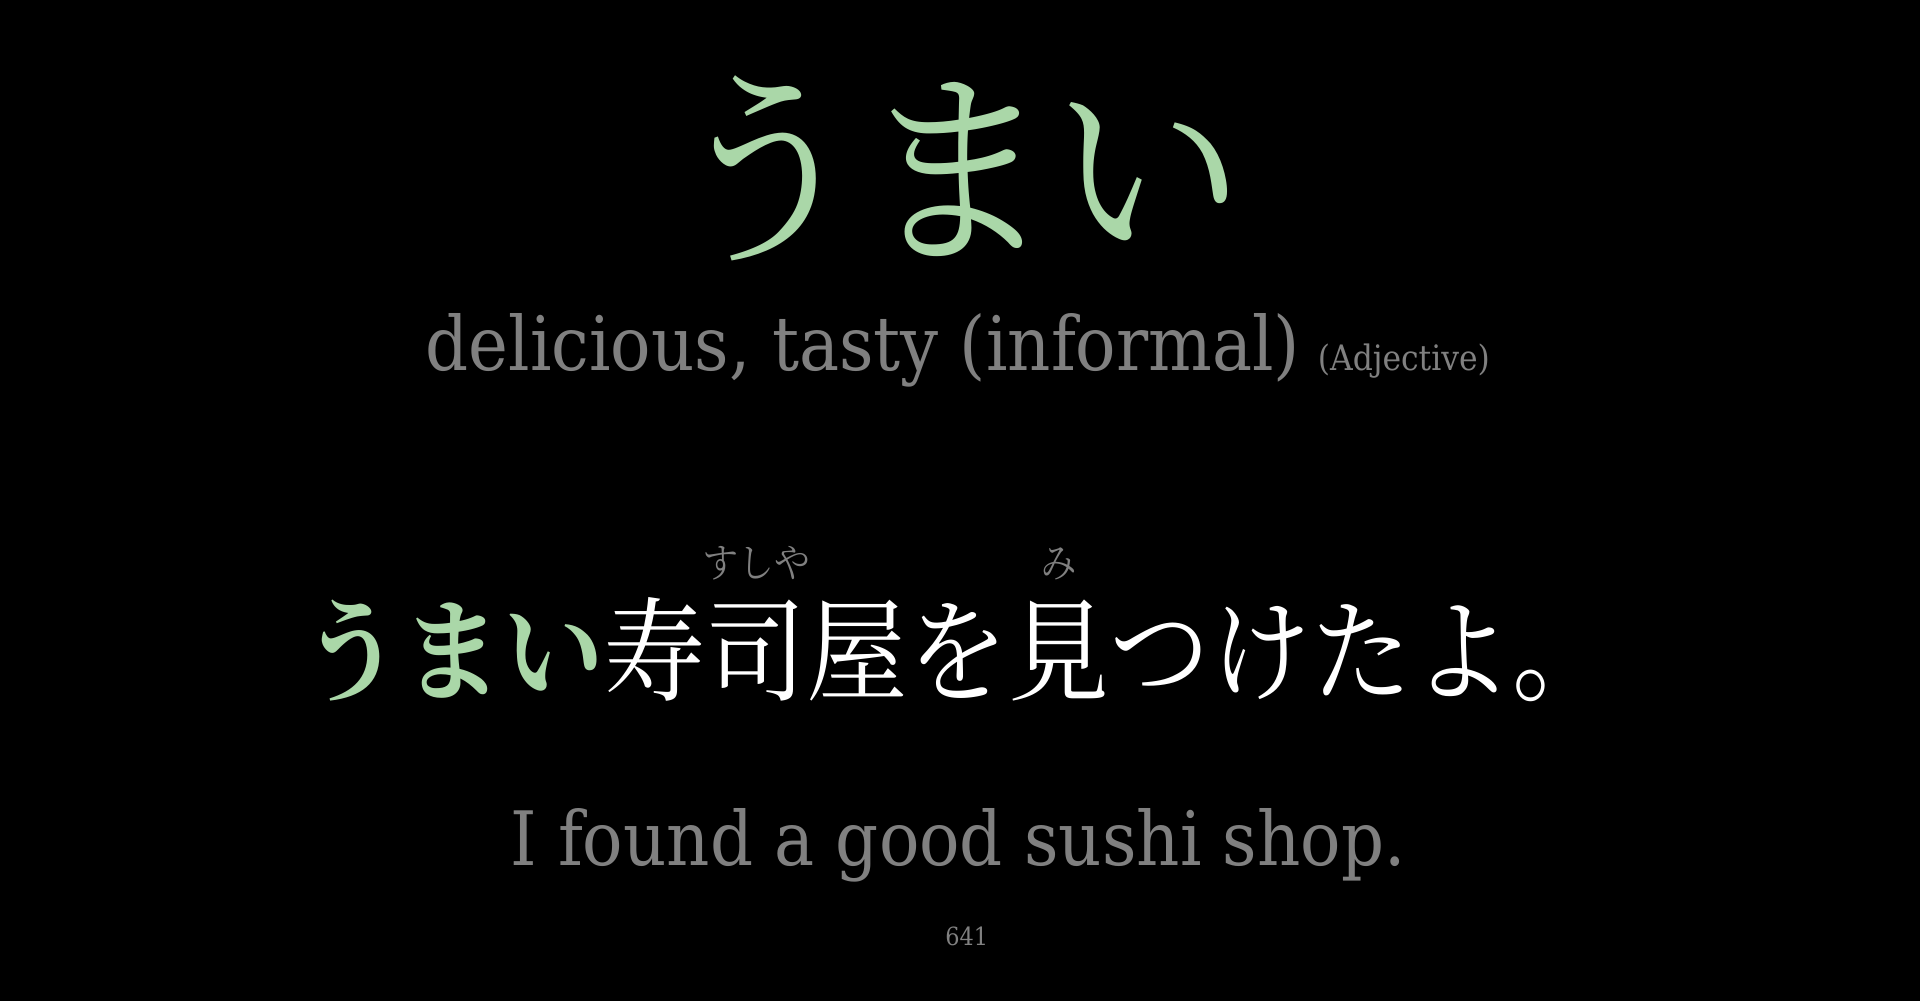 うまい
delicious, tasty (informal) (Adjective)
すしや み
うまい寿司屋を見つけたよ。
I found a good sushi shop.
641